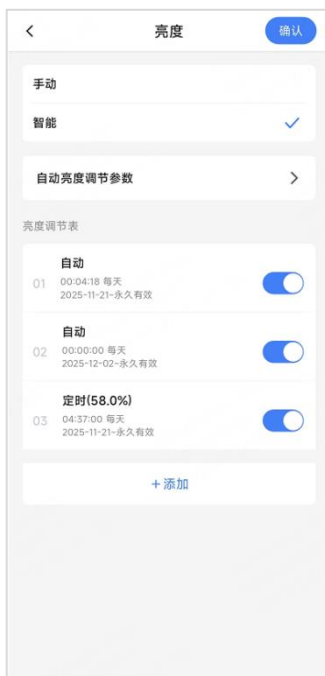 亮度
确认
手动
智能
自动亮度调节参数
亮度调节表
自动
01
00:04:18 每天
2025-11-21-永久有效
自动
02
00:00:00 每天
2025-12-02-永久有效
定时(58.0%)
03
04:37:00 每天
2025-11-21-永久有效
+添加